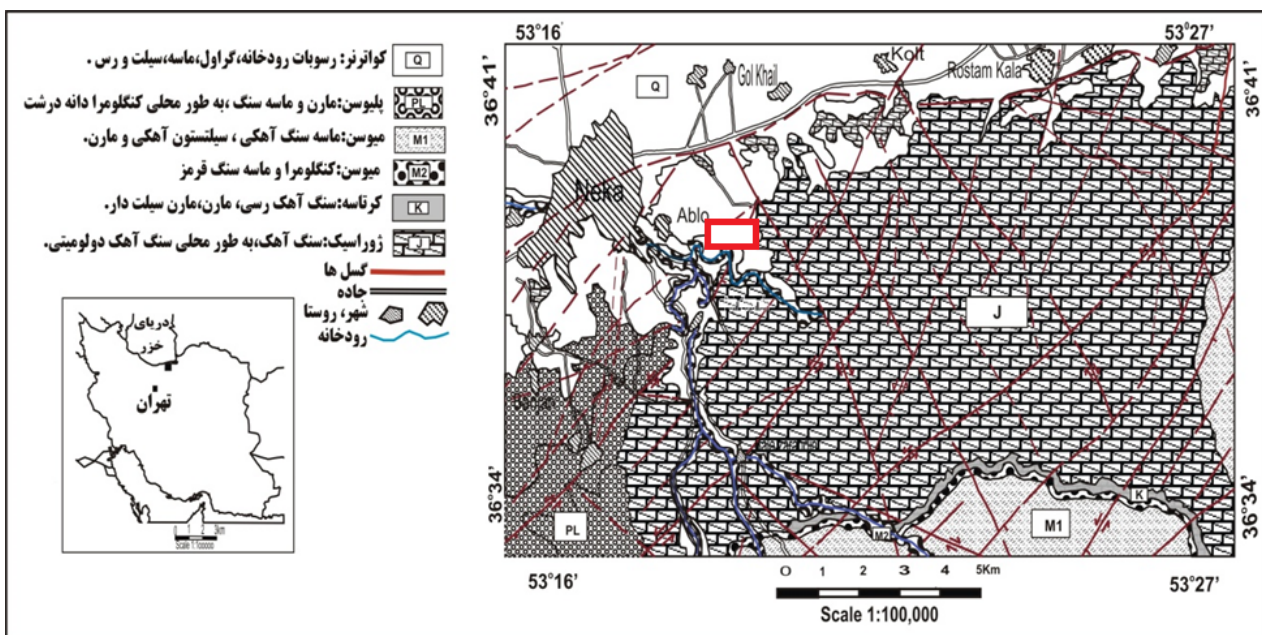 کواترنر: رسوبات رودخانه،گراول،ماسه،سیلت و رس .
Q
پلیوسن:مارن و ماسه سنگ ،به طور محلی کنگلومرا دانه درشت
PL
میوسن:ماسه سنگ آهکی ، سیلتستون آهکی و مارن.
M1
میوسن:کنگلومرا و ماسه سنگ قرمز
M2
کرتاسه:سنگ آهک رسی، مارن،مارن سیلت دار.
K
ژوراسیک:سنگ آهک،به طور محلی سنگ آهک دولومیتی.
J
گسل ها
جاده
شهر، روستا
رودخانه
دریای
خزر
تهران
0 1 2 3km
Scale 1:100000
53°16'
53°27'
36°41'
36°41'
Q
Gol Khail
Kolt
Rostam Kala
Neka
Ablo
J
PL
M2
M1
K
36°34'
36°34'
53°16'
53°27'
0 1 2 3 4 5Km
Scale 1:100,000